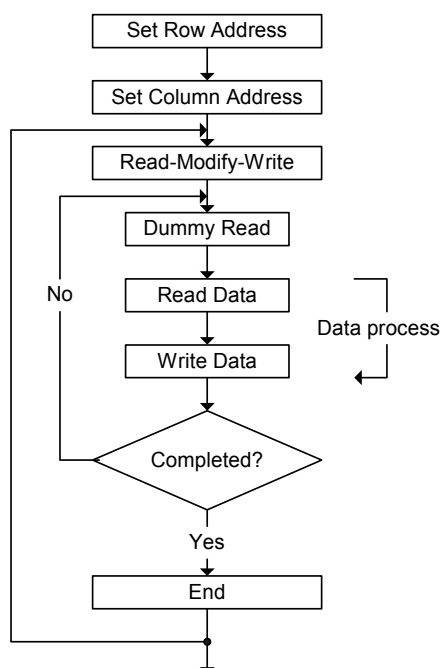 Set Row Address
Set Column Address
Read-Modify-Write
Dummy Read
No
Read Data
Data process
Write Data
Completed?
Yes
End